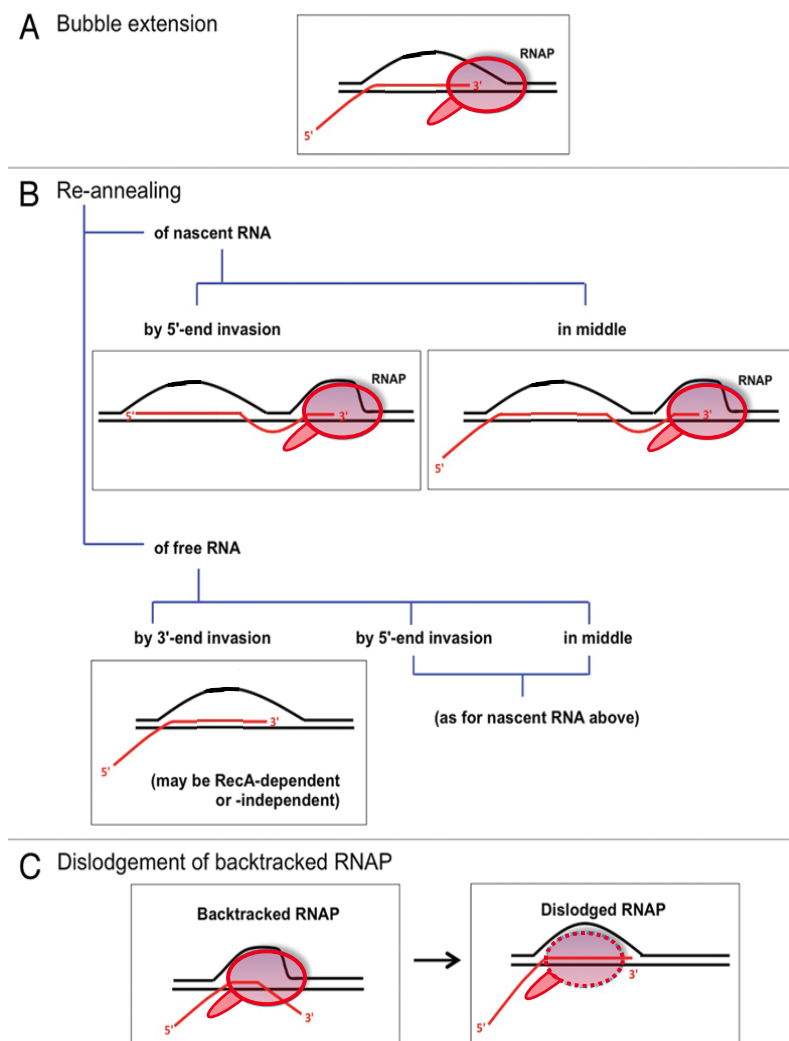 A Bubble extension
RNAP
3'
5'
B Re-annealing
of nascent RNA
by 5'-end invasion
in middle
RNAP
5'
3'
RNAP
3'
5'
of free RNA
by 3'-end invasion
by 5'-end invasion
in middle
3'
5'
(may be RecA-dependent
or -independent)
(as for nascent RNA above)
C Dislodgement of backtracked RNAP
Backtracked RNAP
5'
3'
Dislodged RNAP
3'
5'